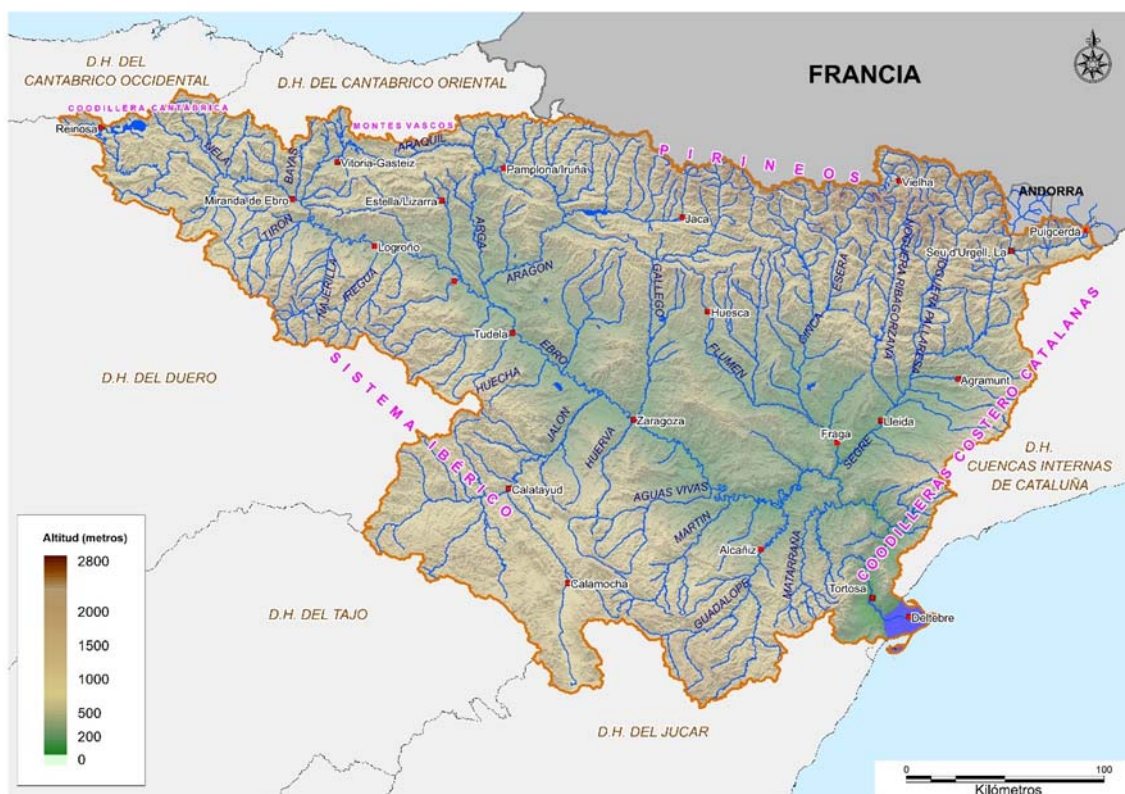 D.H. DEL
CANTABRICO OCCIDENTAL
D.H. DEL CANTABRICO ORIENTAL
FRANCIA
COODILLERA CANTABRICA
Reinosa
MONTES VASCOS
ARAQUIL
PIRINEOS
NELA
BAYAS
Vitoria-Gasteiz
Pamplona/Iruña
Vielha
ANDORRA
Miranda de Ebro
Estella/Lizarra
Jaca
Puigcerdà
TIRON
Logroño
ARGA
Seu d'Urgell, La
NAJERILLA
IREGUA
ARAGON
GALLEGO
ESERA
NOGUERA RIBAGORZANA
NOGUERA PALLARESA
Huesca
CINCA
Tudela
EBRO
FLUMEN
D.H. DEL DUERO
SISTEMA IBÉRICO
HUECHA
Agramunt
JALON
HUERVA
Zaragoza
Lleida
Fraga
SEGRE
COODILLERAS COSTERO CATALANAS
D.H.
CUENCAS INTERNAS
DE CATALUÑA
Calatayud
AGUAS VIVAS
MARTIN
Alcañiz
MATARRAÑA
Calamocha
GUADALOPE
Tortosa
Deltebre
D.H. DEL TAJO
D.H. DEL JUCAR
Altitud (metros)
2800
2000
1500
1000
500
200
0
0 100
Kilómetros